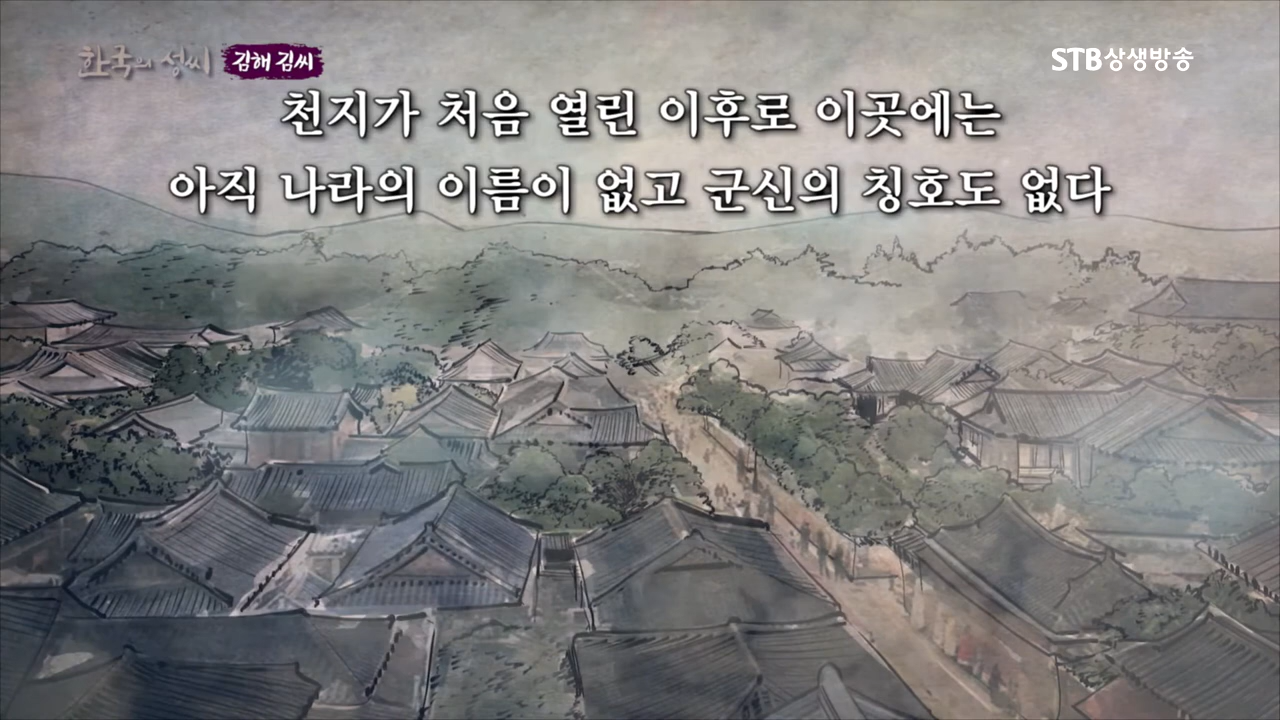 한국의 성씨 김해 김씨
STB상생방송
천지가 처음 열린 이후로 이곳에는
아직 나라의 이름이 없고 군신의 칭호도 없다